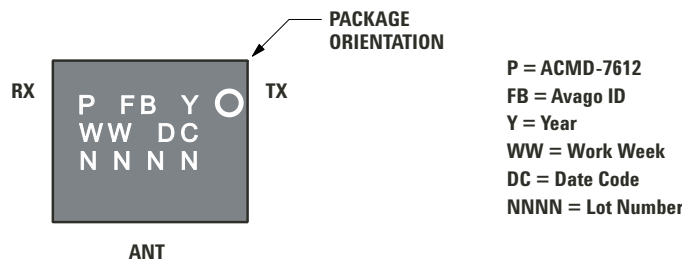 PACKAGE
ORIENTATION
RX
TX
P FB Y
WW DC
N N N N
ANT
P = ACMD-7612
FB = Avago ID
Y = Year
WW = Work Week
DC = Date Code
NNNN = Lot Number